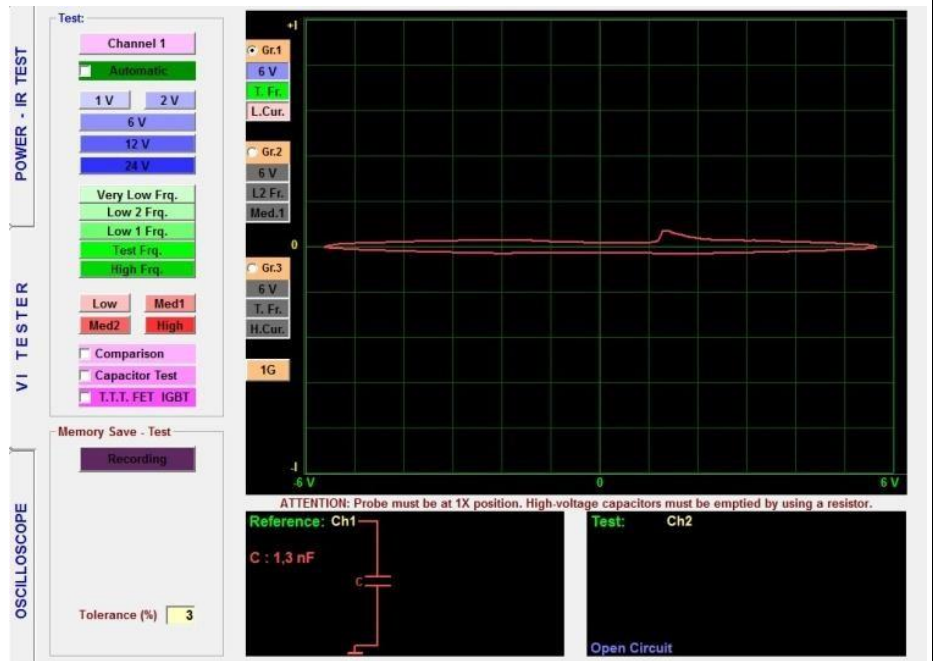 POWER - IR TEST
VI TESTER
OSCILLOSCOPE
Test:
Channel 1
Automatic
1 V
2 V
6 V
12 V
24 V
Very Low Frq.
Low 2 Frq.
Low 1 Frq.
Test Frq.
High Frq.
Low
Med1
Med2
High
Comparison
Capacitor Test
T.T.T. FET IGBT
Memory Save - Test
Recording
Tolerance (%) 3
Gr.1
6 V
T. Fr.
L.Cur.
Gr.2
6 V
L2 Fr.
Med.1
Gr.3
6 V
T. Fr.
H.Cur.
1G
+I
0
-I
-6 V
0
6 V
ATTENTION: Probe must be at 1X position. High-voltage capacitors must be emptied by using a resistor.
Reference: Ch1
C : 1,3 nF
C
Test: Ch2
Open Circuit